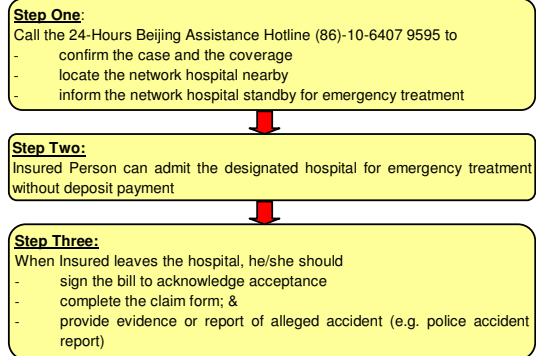 Step One:
Call the 24-Hours Beijing Assistance Hotline (86)-10-6407 9595 to
- confirm the case and the coverage
- locate the network hospital nearby
- inform the network hospital standby for emergency treatment
Step Two:
Insured Person can admit the designated hospital for emergency treatment
without deposit payment
Step Three:
When Insured leaves the hospital, he/she should
- sign the bill to acknowledge acceptance
- complete the claim form; &
- provide evidence or report of alleged accident (e.g. police accident
report)